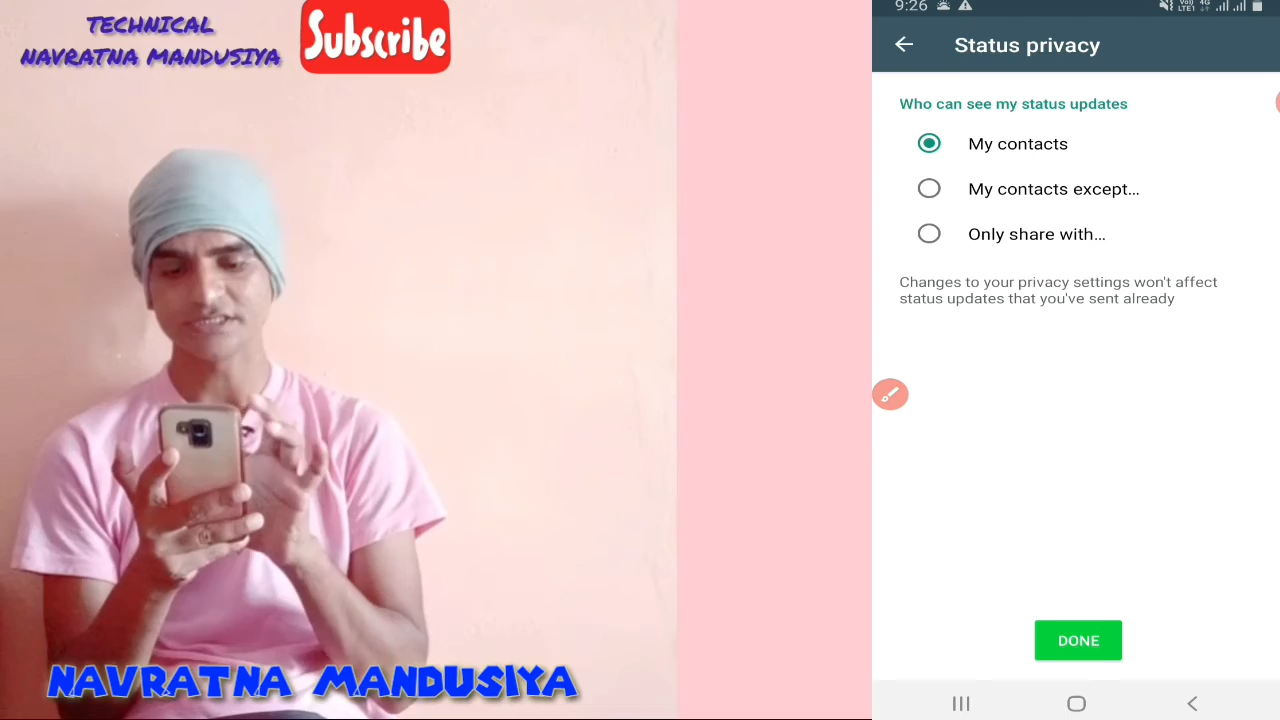 TECHNICAL
NAVRATNA MANDUSIYA
Subscribe
NAVRATNA MANDUSIYA
9:26
Status privacy
Who can see my status updates
My contacts
My contacts except...
Only share with...
Changes to your privacy settings won't affect
status updates that you've sent already
DONE